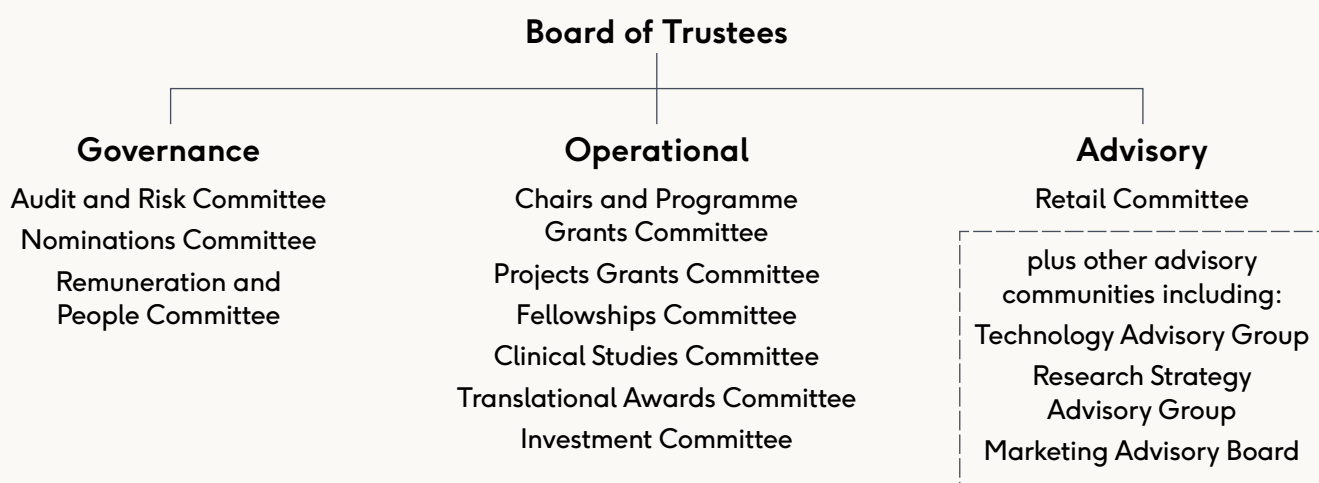 Board of Trustees
Governance
Audit and Risk Committee
Nominations Committee
Remuneration and
People Committee
Operational
Chairs and Programme
Grants Committee
Projects Grants Committee
Fellowships Committee
Clinical Studies Committee
Translational Awards Committee
Investment Committee
Advisory
Retail Committee
plus other advisory
communities including:
Technology Advisory Group
Research Strategy
Advisory Group
Marketing Advisory Board